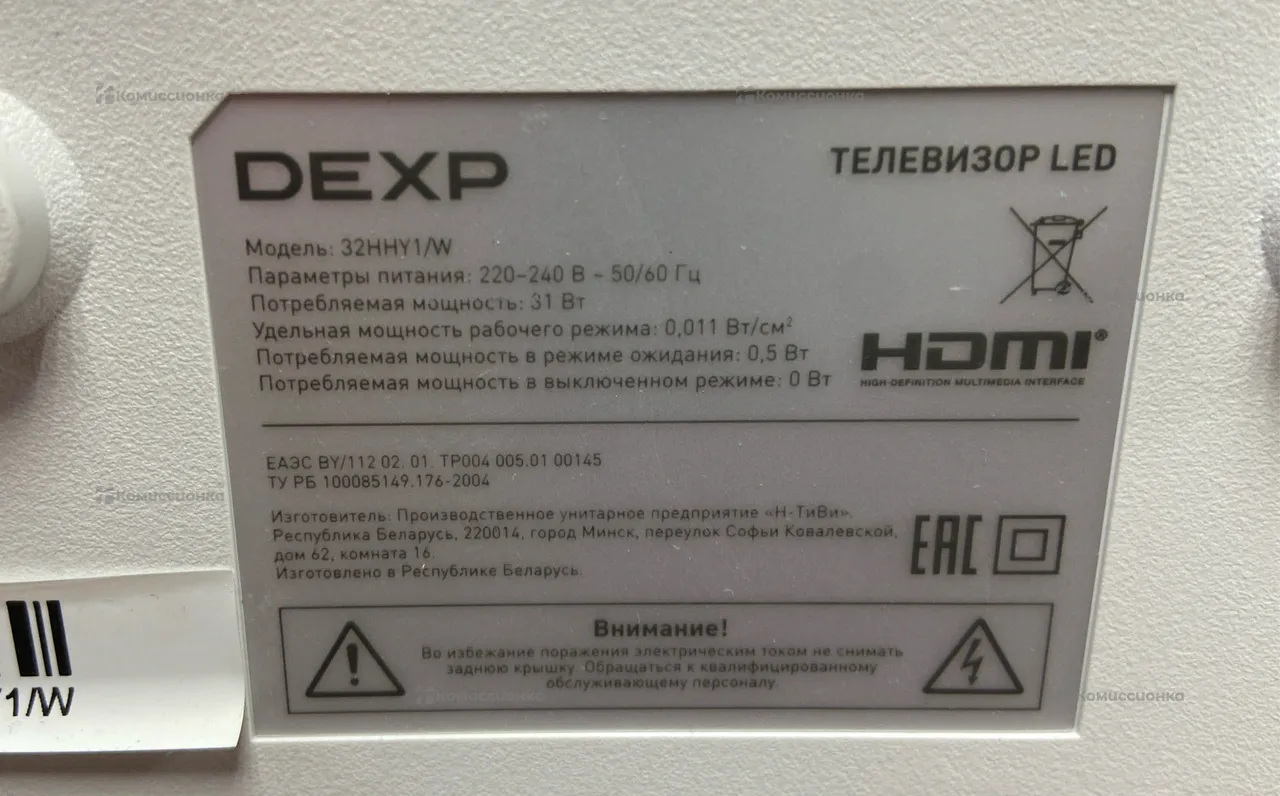 DEXP
ТЕЛЕВИЗОР LED
Модель: 32HHY1/W
Параметры питания: 220-240 В ~ 50/60 Гц
Потребляемая мощность: 31 Вт
Удельная мощность рабочего режима: 0,011 Вт/см²
Потребляемая мощность в режиме ожидания: 0,5 Вт
Потребляемая мощность в выключенном режиме: 0 Вт
HDMI®
HIGH-DEFINITION MULTIMEDIA INTERFACE
ЕАЭС BY/112 02. 01. ТР004 005.01 00145
ТУ РБ 100085149.176-2004
Изготовитель: Производственное унитарное предприятие «Н-ТиВи».
Республика Беларусь, 220014, город Минск, переулок Софьи Ковалевской,
дом 62, комната 16.
Изготовлено в Республике Беларусь.
EAC
Внимание!
Во избежание поражения электрическим током не снимать
заднюю крышку. Обращаться к квалифицированному
обслуживающему персоналу.
1/W
Комиссионка
Комиссионка
Комиссионка
Комиссионка
Комиссионка